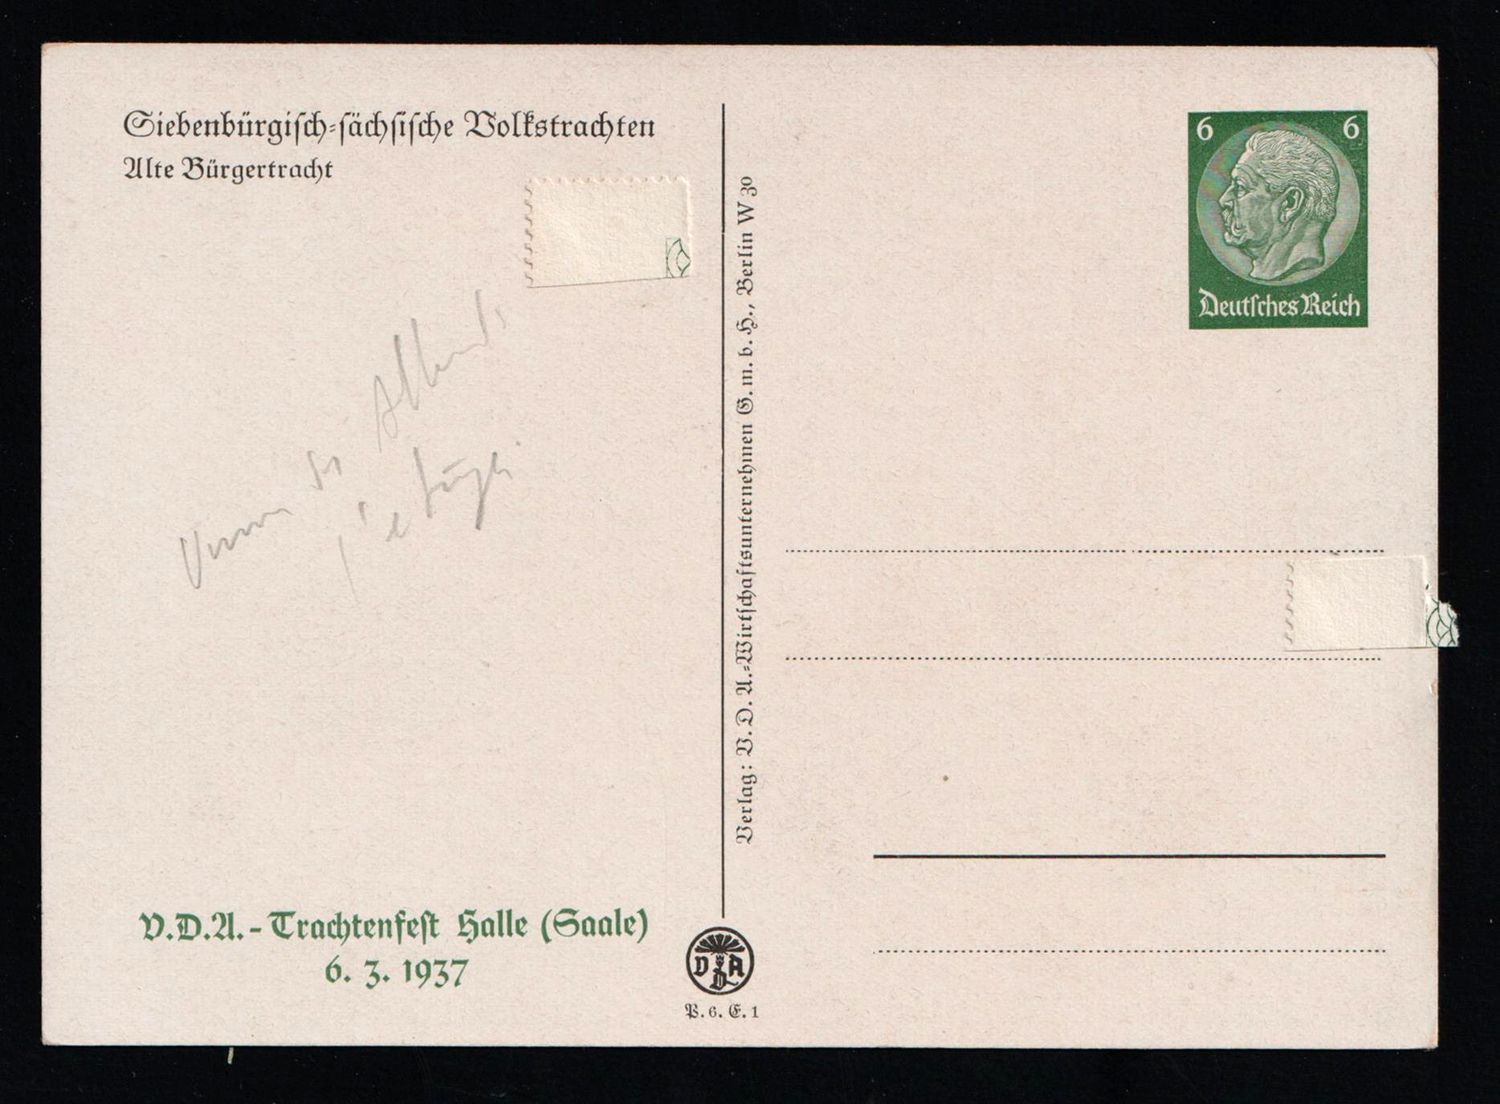 Siebenbürgisch-sächsische Volkstrachten
Alte Bürgertracht
V.D.A.-Trachtenfest Halle (Saale)
6. 3. 1937
Verlag: V. D. A.-Wirtschaftsunternehmen G. m. b. H., Berlin W 30
VDA
P. 6. E. 1
6 6
Deutsches Reich